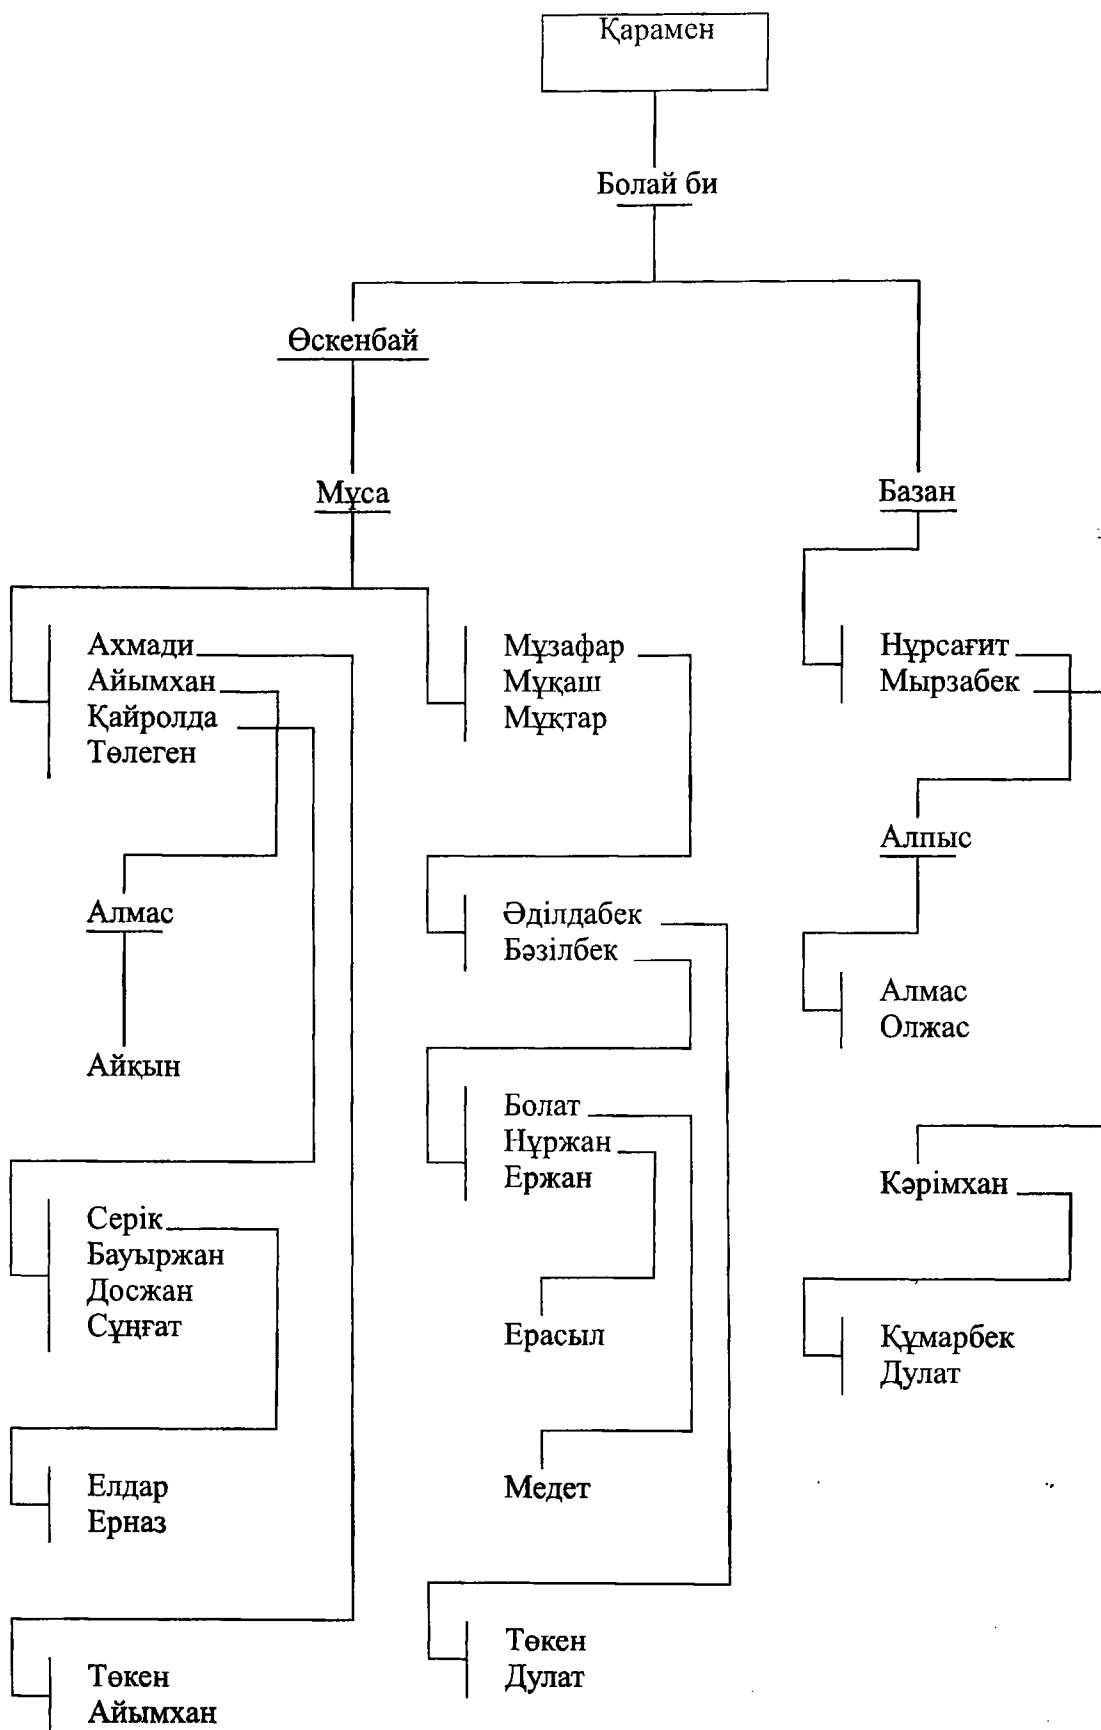 Қарамен
Болай би
Өскенбай
Мұса
Базан
Ахмади
Айымхан
Қайролда
Төлеген
Мұзафар
Мұқаш
Мұқтар
Нұрсағит
Мырзабек
Алпыс
Алмас
Әділдабек
Бәзілбек
Алмас
Олжас
Айқын
Болат
Нұржан
Ержан
Кәрімхан
Серік
Бауыржан
Досжан
Сұңғат
Ерасыл
Құмарбек
Дулат
Елдар
Ерназ
Медет
Төкен
Дулат
Төкен
Айымхан